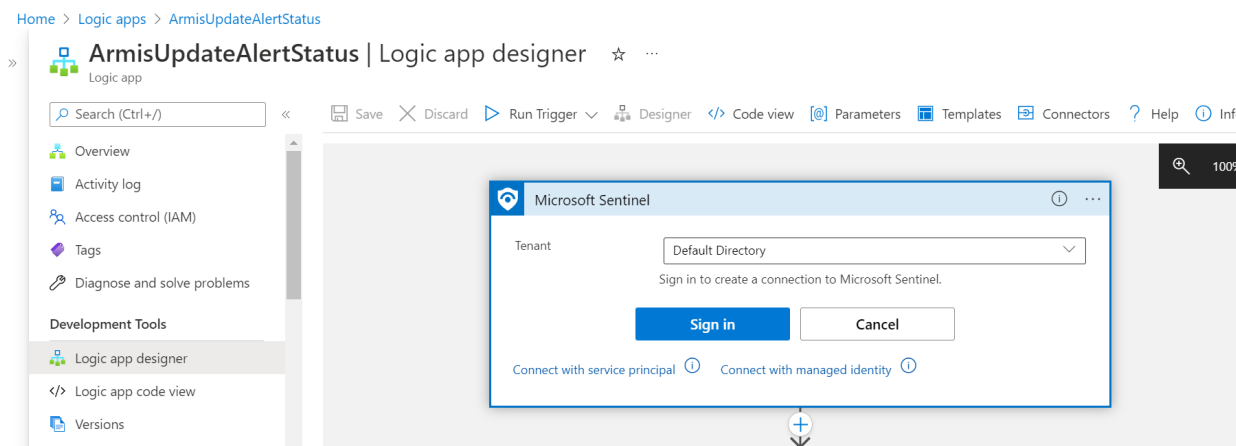 Home > Logic apps > ArmisUpdateAlertStatus
ArmisUpdateAlertStatus | Logic app designer
Logic app
Search (Ctrl+/)
Save Discard Run Trigger Designer Code view Parameters Templates Connectors Help Inf
Overview
Activity log
Access control (IAM)
Tags
Diagnose and solve problems
Development Tools
Logic app designer
Logic app code view
Versions
100%
Microsoft Sentinel
Tenant
Default Directory
Sign in to create a connection to Microsoft Sentinel.
Sign in Cancel
Connect with service principal Connect with managed identity